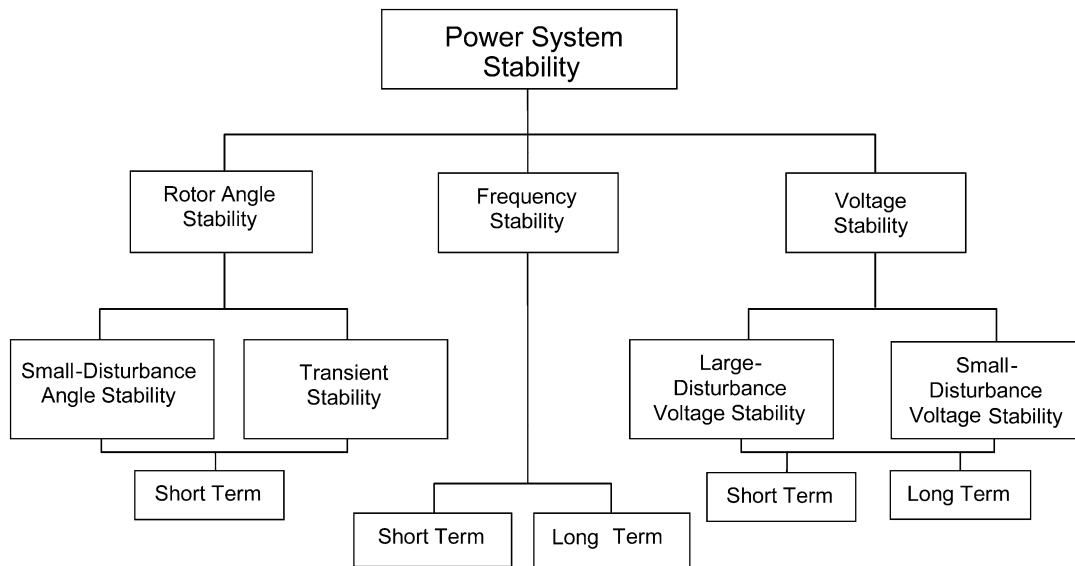 Power System
Stability
Rotor Angle
Stability
Frequency
Stability
Voltage
Stability
Small-Disturbance
Angle Stability
Transient
Stability
Large-
Disturbance
Voltage Stability
Small-
Disturbance
Voltage Stability
Short Term
Short Term
Long Term
Short Term
Long Term